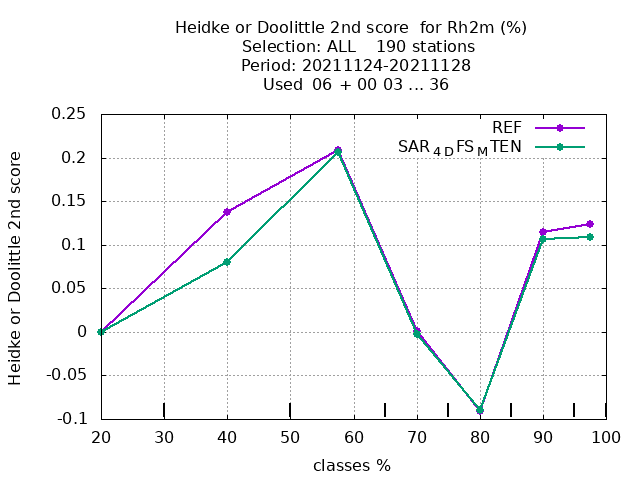 Heidke or Doolittle 2nd score  for Rh2m (%)
Selection: ALL    190 stations
Period: 20211124-20211128
Used  06 + 00 03 ... 36
REF
SAR4DFSMTEN
Heidke or Doolittle 2nd score
0.25
0.2
0.15
0.1
0.05
0
-0.05
-0.1
20 30 40 50 60 70 80 90 100
classes %